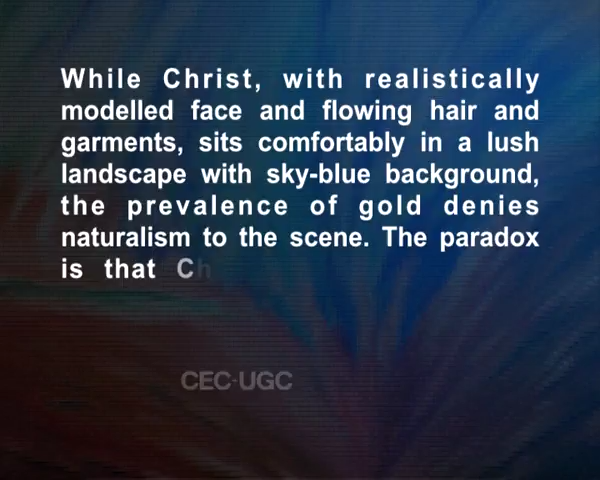 While Christ, with realistically
modelled face and flowing hair and
garments, sits comfortably in a lush
landscape with sky-blue background,
the prevalence of gold denies
naturalism to the scene. The paradox
is that Ch
CEC-UGC